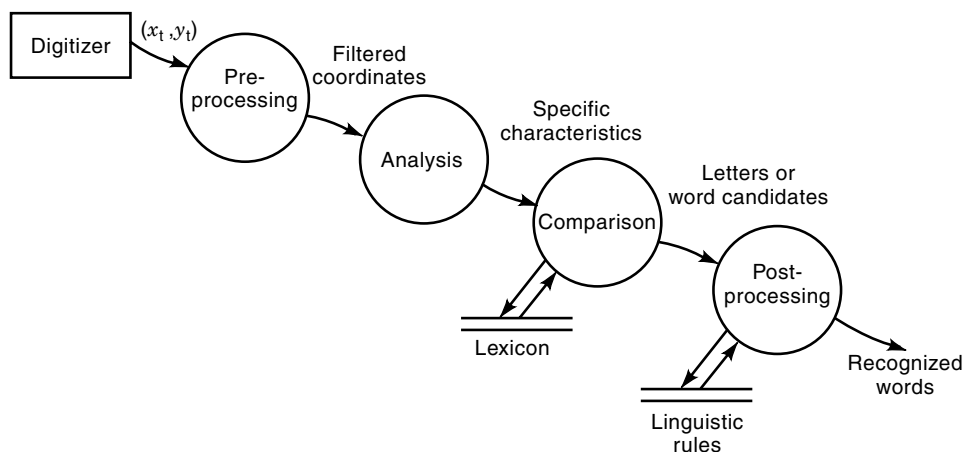 Digitizer
(xₜ ,yₜ)
Pre-
processing
Filtered
coordinates
Analysis
Specific
characteristics
Comparison
Lexicon
Letters or
word candidates
Post-
processing
Linguistic
rules
Recognized
words